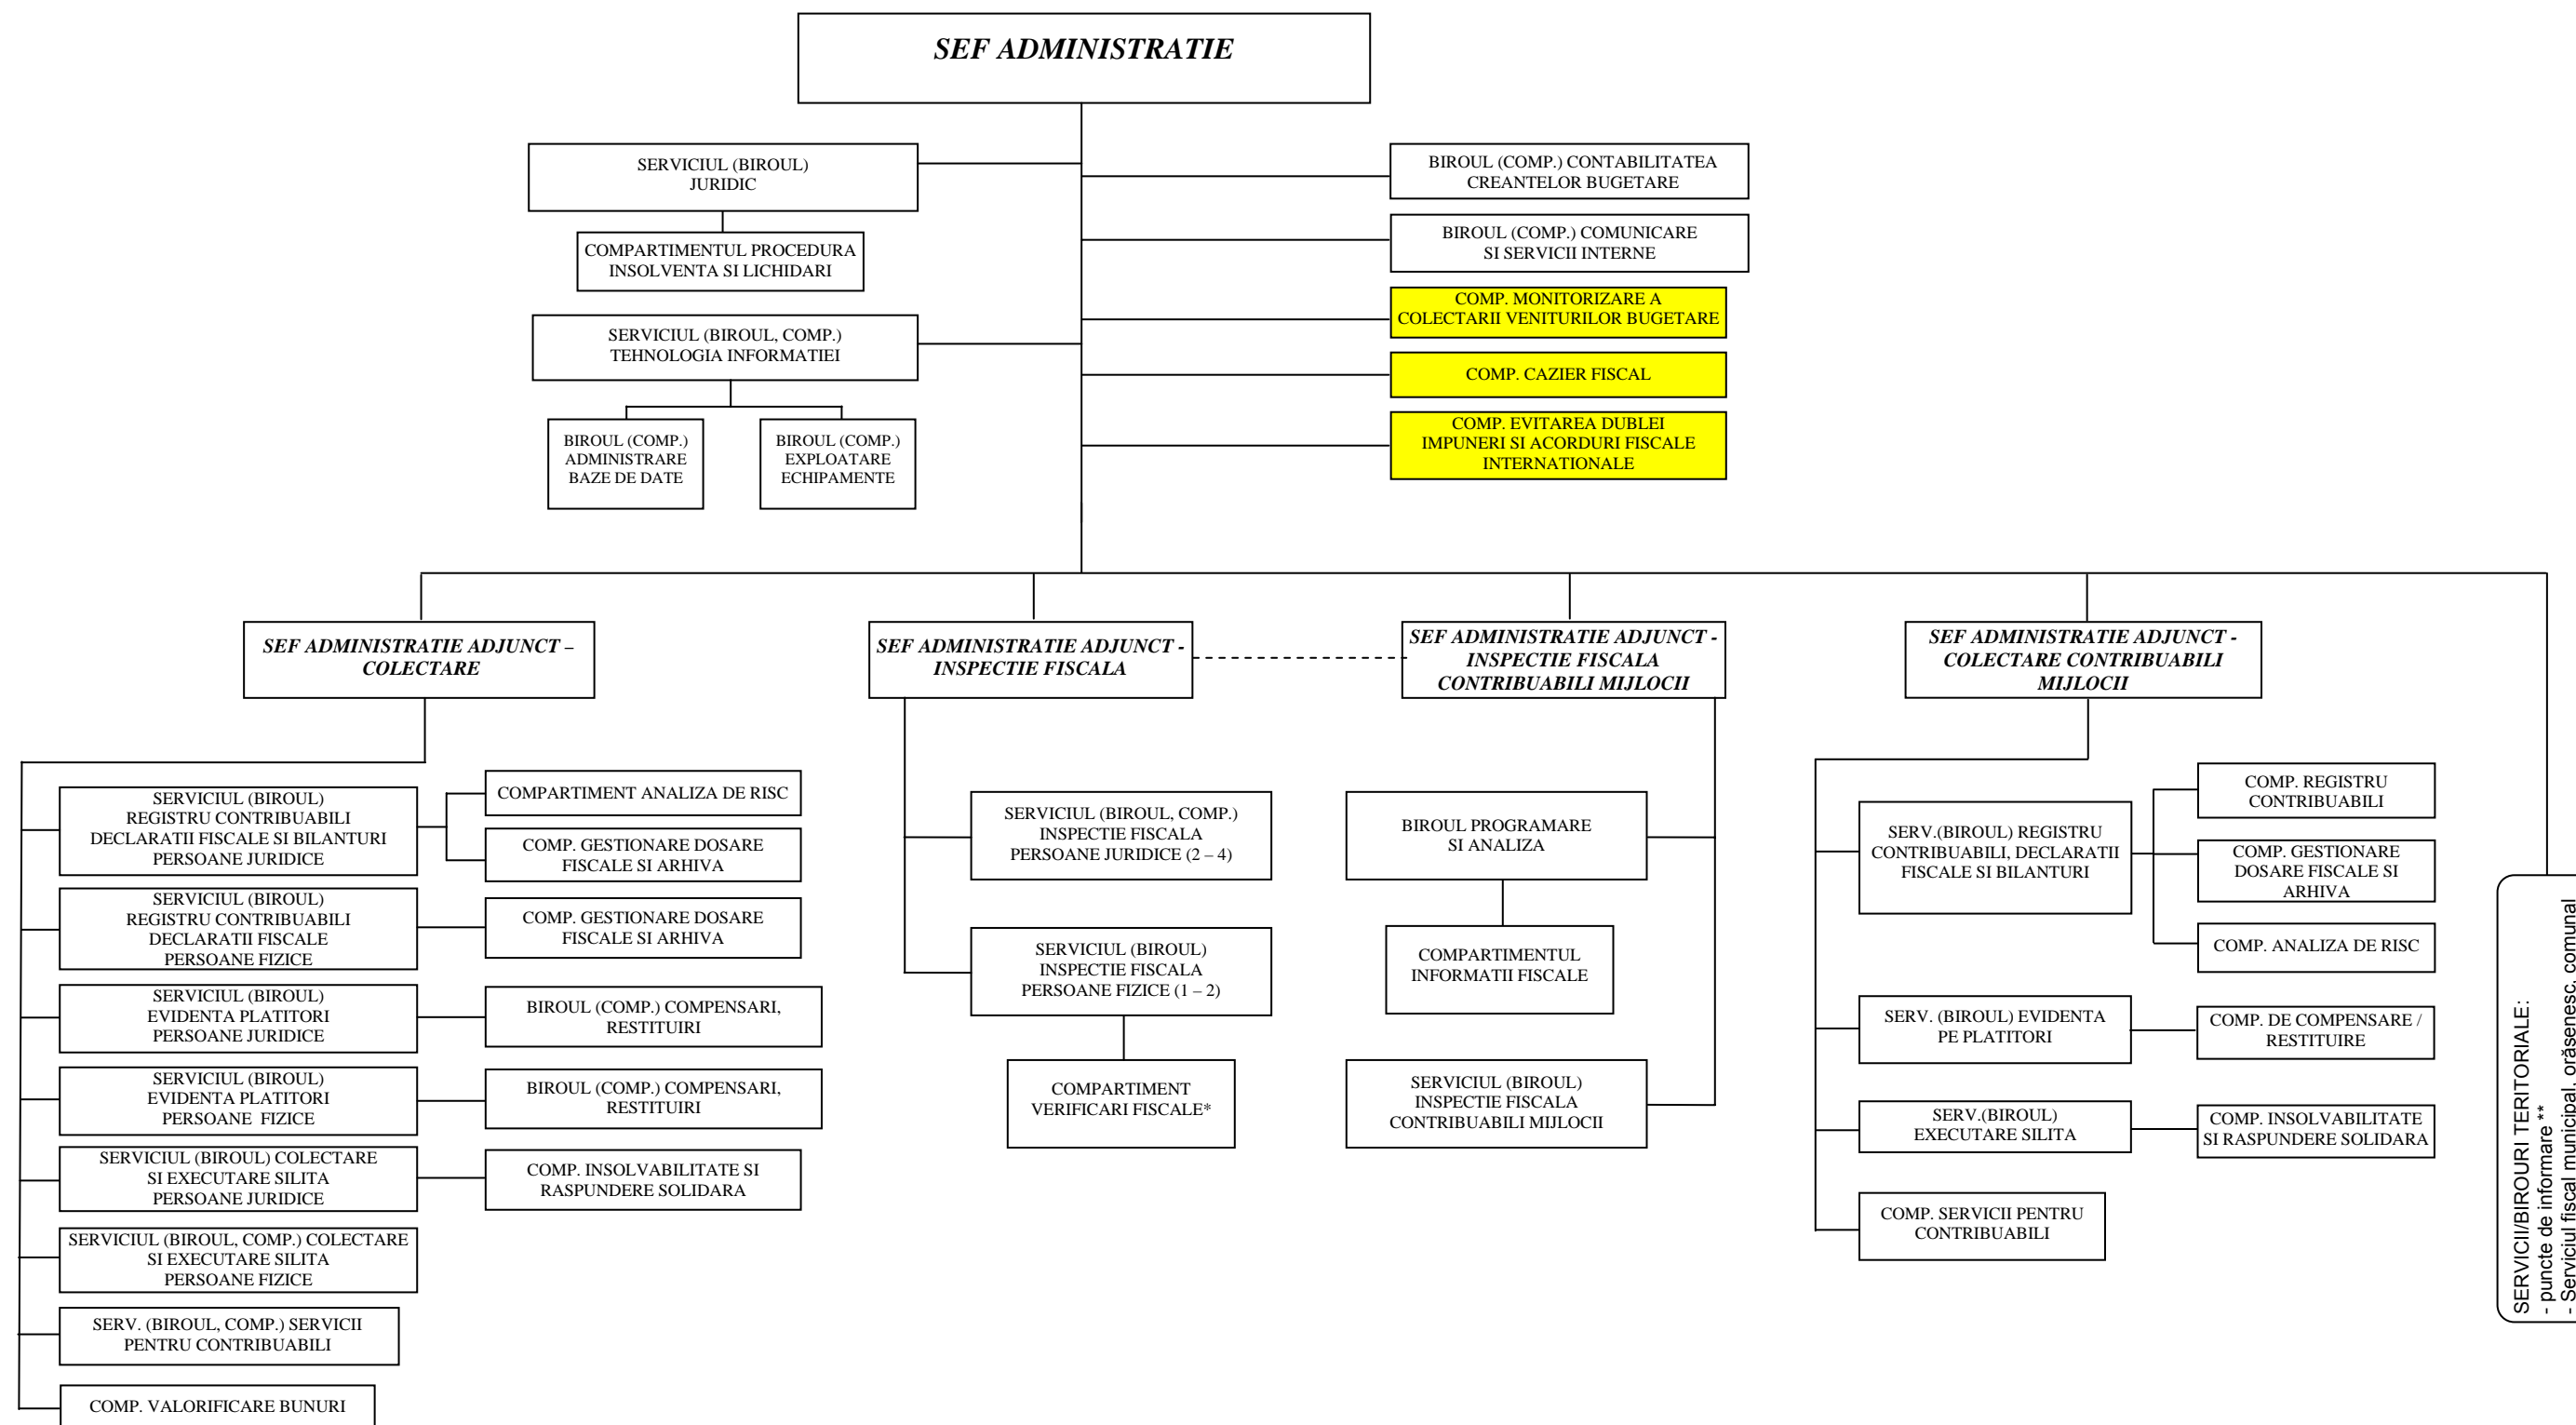 SEF ADMINISTRATIE
SERVICIUL (BIROUL)
JURIDIC
COMPARTIMENTUL PROCEDURA
INSOLVENTA SI LICHIDARI
SERVICIUL (BIROUL, COMP.)
TEHNOLOGIA INFORMATIEI
BIROUL (COMP.)
ADMINISTRARE
BAZE DE DATE
BIROUL (COMP.)
EXPLOATARE
ECHIPAMENTE
BIROUL (COMP.) CONTABILITATEA
CREANTELOR BUGETARE
BIROUL (COMP.) COMUNICARE
SI SERVICII INTERNE
COMP. MONITORIZARE A
COLECTARII VENITURILOR BUGETARE
COMP. CAZIER FISCAL
COMP. EVITAREA DUBLEI
IMPUNERI SI ACORDURI FISCALE
INTERNATIONALE
SEF ADMINISTRATIE ADJUNCT –
COLECTARE
SERVICIUL (BIROUL)
REGISTRU CONTRIBUABILI
DECLARATII FISCALE SI BILANTURI
PERSOANE JURIDICE
COMPARTIMENT ANALIZA DE RISC
COMP. GESTIONARE DOSARE
FISCALE SI ARHIVA
SERVICIUL (BIROUL)
REGISTRU CONTRIBUABILI
DECLARATII FISCALE
PERSOANE FIZICE
COMP. GESTIONARE DOSARE
FISCALE SI ARHIVA
SERVICIUL (BIROUL)
EVIDENTA PLATITORI
PERSOANE JURIDICE
BIROUL (COMP.) COMPENSARI,
RESTITUIRI
SERVICIUL (BIROUL)
EVIDENTA PLATITORI
PERSOANE FIZICE
BIROUL (COMP.) COMPENSARI,
RESTITUIRI
SERVICIUL (BIROUL) COLECTARE
SI EXECUTARE SILITA
PERSOANE JURIDICE
COMP. INSOLVABILITATE SI
RASPUNDERE SOLIDARA
SERVICIUL (BIROUL, COMP.) COLECTARE
SI EXECUTARE SILITA
PERSOANE FIZICE
SERV. (BIROUL, COMP.) SERVICII
PENTRU CONTRIBUABILI
COMP. VALORIFICARE BUNURI
SEF ADMINISTRATIE ADJUNCT -
INSPECTIE FISCALA
SERVICIUL (BIROUL, COMP.)
INSPECTIE FISCALA
PERSOANE JURIDICE (2 – 4)
SERVICIUL (BIROUL)
INSPECTIE FISCALA
PERSOANE FIZICE (1 – 2)
COMPARTIMENT
VERIFICARI FISCALE*
SEF ADMINISTRATIE ADJUNCT -
INSPECTIE FISCALA
CONTRIBUABILI MIJLOCII
BIROUL PROGRAMARE
SI ANALIZA
COMPARTIMENTUL
INFORMATII FISCALE
SERVICIUL (BIROUL)
INSPECTIE FISCALA
CONTRIBUABILI MIJLOCII
SEF ADMINISTRATIE ADJUNCT -
COLECTARE CONTRIBUABILI
MIJLOCII
SERV.(BIROUL) REGISTRU
CONTRIBUABILI, DECLARATII
FISCALE SI BILANTURI
COMP. REGISTRU
CONTRIBUABILI
COMP. GESTIONARE
DOSARE FISCALE SI
ARHIVA
COMP. ANALIZA DE RISC
SERV. (BIROUL) EVIDENTA
PE PLATITORI
COMP. DE COMPENSARE /
RESTITUIRE
SERV.(BIROUL)
EXECUTARE SILITA
COMP. INSOLVABILITATE
SI RASPUNDERE SOLIDARA
COMP. SERVICII PENTRU
CONTRIBUABILI
SERVICII/BIROURI TERITORIALE:
- puncte de informare **
- Serviciul fiscal municipal, orăsenesc, comunal